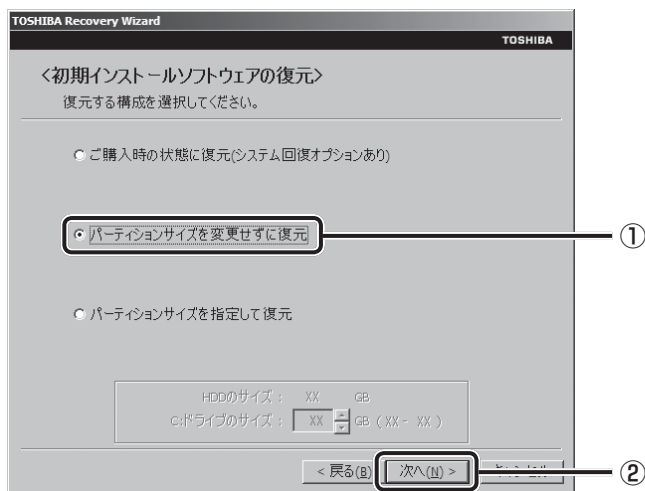 TOSHIBA Recovery Wizard
TOSHIBA
<初期インストールソフトウェアの復元>
復元する構成を選択してください。
ご購入時の状態に復元(システム回復オプションあり)
パーティションサイズを変更せずに復元
①
パーティションサイズを指定して復元
HDDのサイズ： XX GB
C:ドライブのサイズ： XX GB ( XX - XX )
< 戻る(B) 次へ(N) >
②